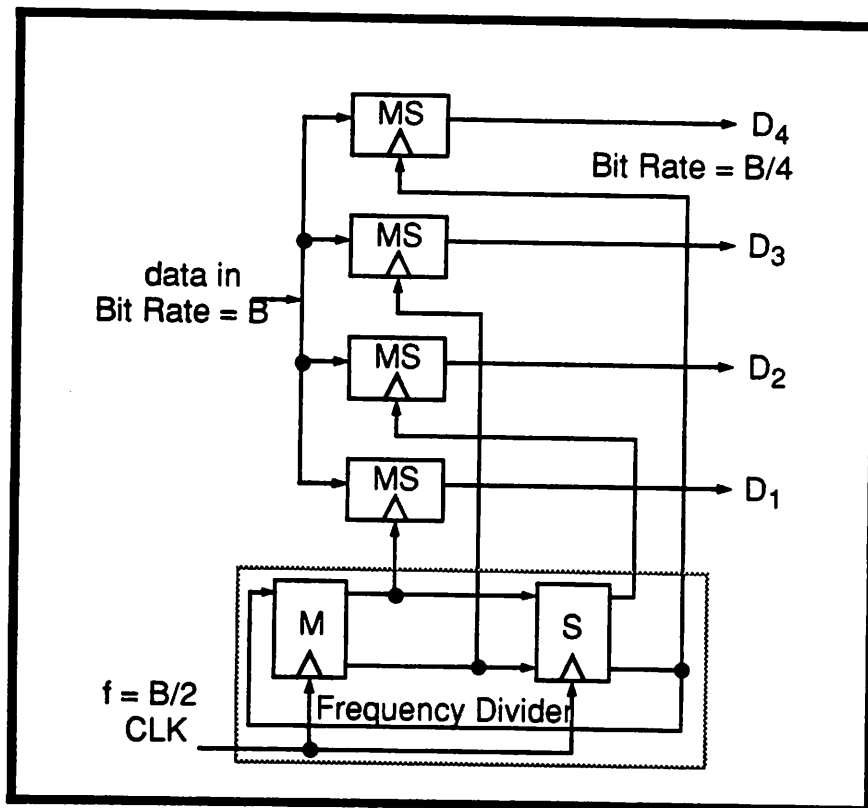 MS
D4
Bit Rate = B/4
MS
D3
data in
Bit Rate = B
MS
D2
MS
D1
M
S
f = B/2
CLK
Frequency Divider